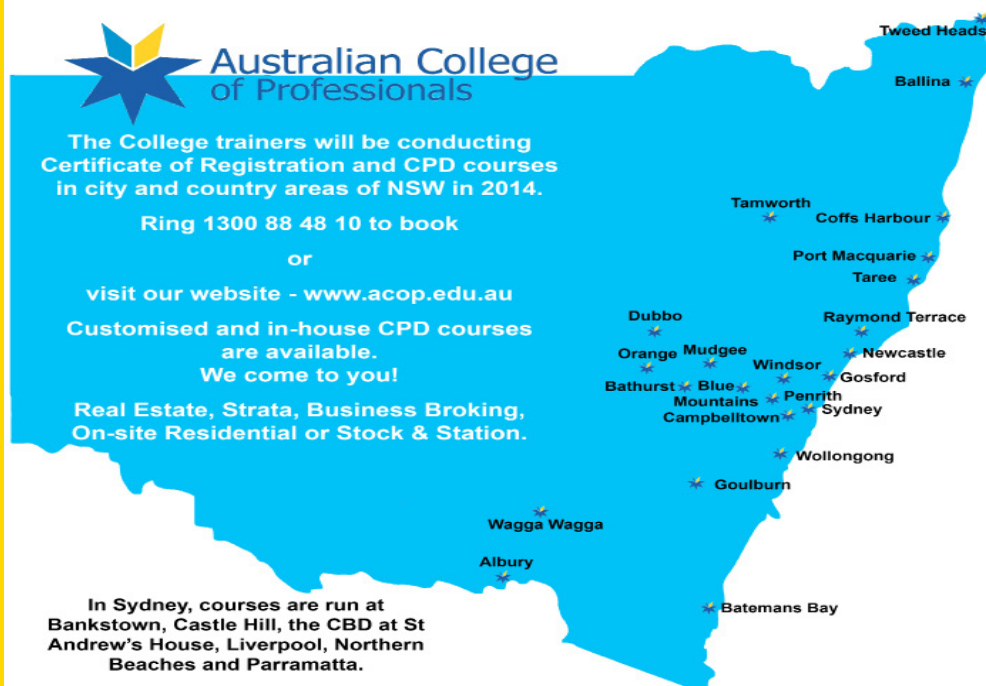 Australian College
of Professionals
The College trainers will be conducting
Certificate of Registration and CPD courses
in city and country areas of NSW in 2014.
Ring 1300 88 48 10 to book
or
visit our website - www.acop.edu.au
Customised and in-house CPD courses
are available.
We come to you!
Real Estate, Strata, Business Broking,
On-site Residential or Stock & Station.
Tweed Heads
Ballina
Tamworth
Coffs Harbour
Port Macquarie
Taree
Dubbo
Raymond Terrace
Orange
Mudgee
Newcastle
Windsor
Gosford
Bathurst
Blue
Mountains
Penrith
Sydney
Campbelltown
Wollongong
Goulburn
Wagga Wagga
Albury
Batemans Bay
In Sydney, courses are run at
Bankstown, Castle Hill, the CBD at St
Andrew's House, Liverpool, Northern
Beaches and Parramatta.